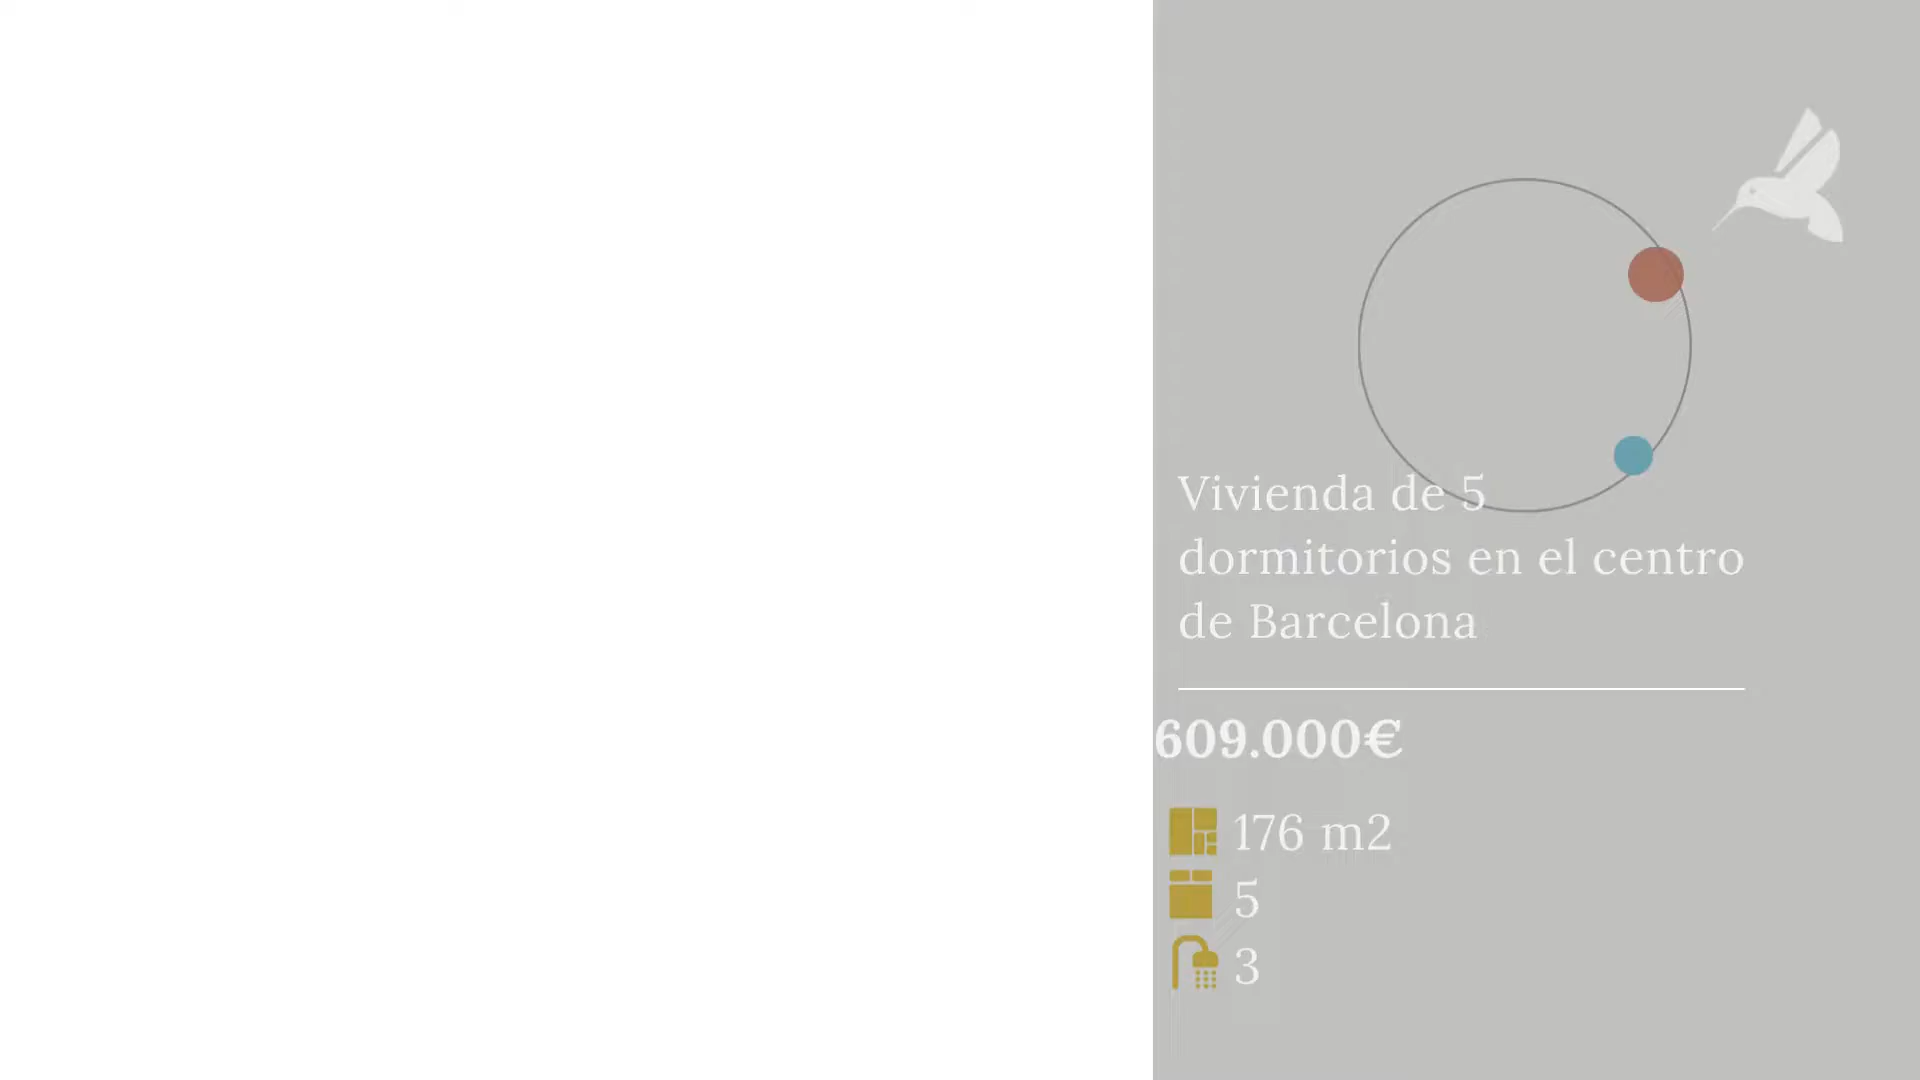 Vivienda de 5
dormitorios en el centro
de Barcelona
609.000€
176 m2
5
3